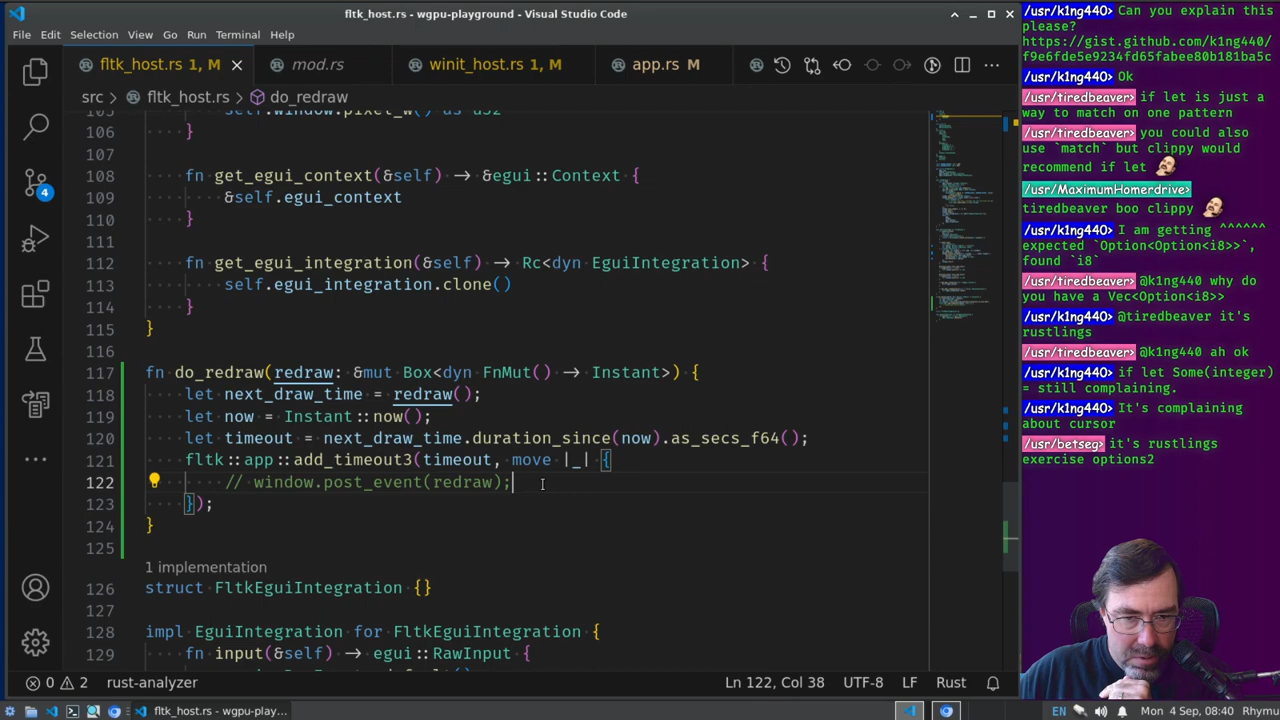 fltk_host.rs - wgpu-playground - Visual Studio Code
File Edit Selection View Go Run Terminal Help
fltk_host.rs 1, M
mod.rs
winit_host.rs 1, M
app.rs M
src > fltk_host.rs > do_redraw
105 self.window.pixel_w() as u32
106 }
107
108 fn get_egui_context(&self) → &egui::Context {
109 &self.egui_context
110 }
111
112 fn get_egui_integration(&self) → Rc<dyn EguiIntegration> {
113 self.egui_integration.clone()
114 }
115 }
116
117 fn do_redraw(redraw: &mut Box<dyn FnMut() → Instant>) {
118 let next_draw_time = redraw();
119 let now = Instant::now();
120 let timeout = next_draw_time.duration_since(now).as_secs_f64();
121 fltk::app::add_timeout3(timeout, move |_| {
122 // window.post_event(redraw);
123 });
124 }
125
1 implementation
126 struct FltkEguiIntegration {}
127
128 impl EguiIntegration for FltkEguiIntegration {
129 fn input(&self) → egui::RawInput {
4
0 2 rust-analyzer
Ln 122, Col 38 UTF-8 LF Rust
fltk_host.rs - wgpu-play...
EN Mon 4 Sep, 08:40 Rhymu
/usr/k1ng440> Can you explain this
please?
https://gist.github.com/k1ng440/
f9e6fde5e9234fd65fabee80b181ba5c
/usr/k1ng440> Ok
/usr/tiredbeaver> if let is just a
way to match on one pattern
/usr/tiredbeaver> you could also
use `match` but clippy would
recommend if let
/usr/MaximumHomerdrive>
tiredbeaver boo clippy
/usr/k1ng440> I am getting ^^^^^^
expected `Option<Option<i8>>`,
found `i8`
/usr/tiredbeaver> @k1ng440 why do
you have a Vec<Option<i8>>
/usr/k1ng440> @tiredbeaver it's
rustlings
/usr/tiredbeaver> @k1ng440 ah ok
/usr/k1ng440> if let Some(integer)
= still complaining.
/usr/k1ng440> It's complaining
about cursor
/usr/betseg> it's rustlings
exercise options2